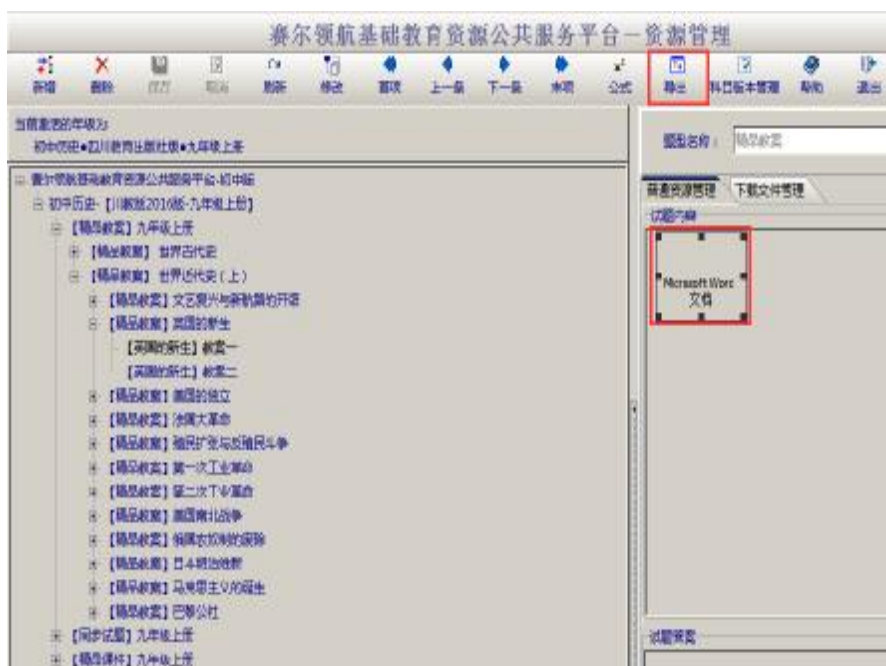 赛尔领航基础教育资源公共服务平台－资源管理
新增 删除 保存 取消 刷新 修改 首项 上一条 下一条 末项 公式 导出 科目版本管理 帮助 退出
当前激活的年级为:
初中历史●四川教育出版社版●九年级上册
题型名称： 精品教案
普通资源管理 下载文件管理
试题内容
Microsoft Word
文档
赛尔领航基础教育资源公共服务平台-初中版
初中历史-【川教版2016版-九年级上册】
【精品教案】九年级上册
【精品教案】 世界古代史
【精品教案】 世界近代史（上）
【精品教案】文艺复兴与新航路的开辟
【精品教案】英国的新生
【英国的新生】教案一
【英国的新生】教案二
【精品教案】美国的独立
【精品教案】法国大革命
【精品教案】殖民扩张与反殖民斗争
【精品教案】第一次工业革命
【精品教案】第二次工业革命
【精品教案】美国南北战争
【精品教案】俄国农奴制的废除
【精品教案】日本明治维新
【精品教案】马克思主义的诞生
【精品教案】巴黎公社
【同步试题】九年级上册
【精品课件】九年级上册
试题答案